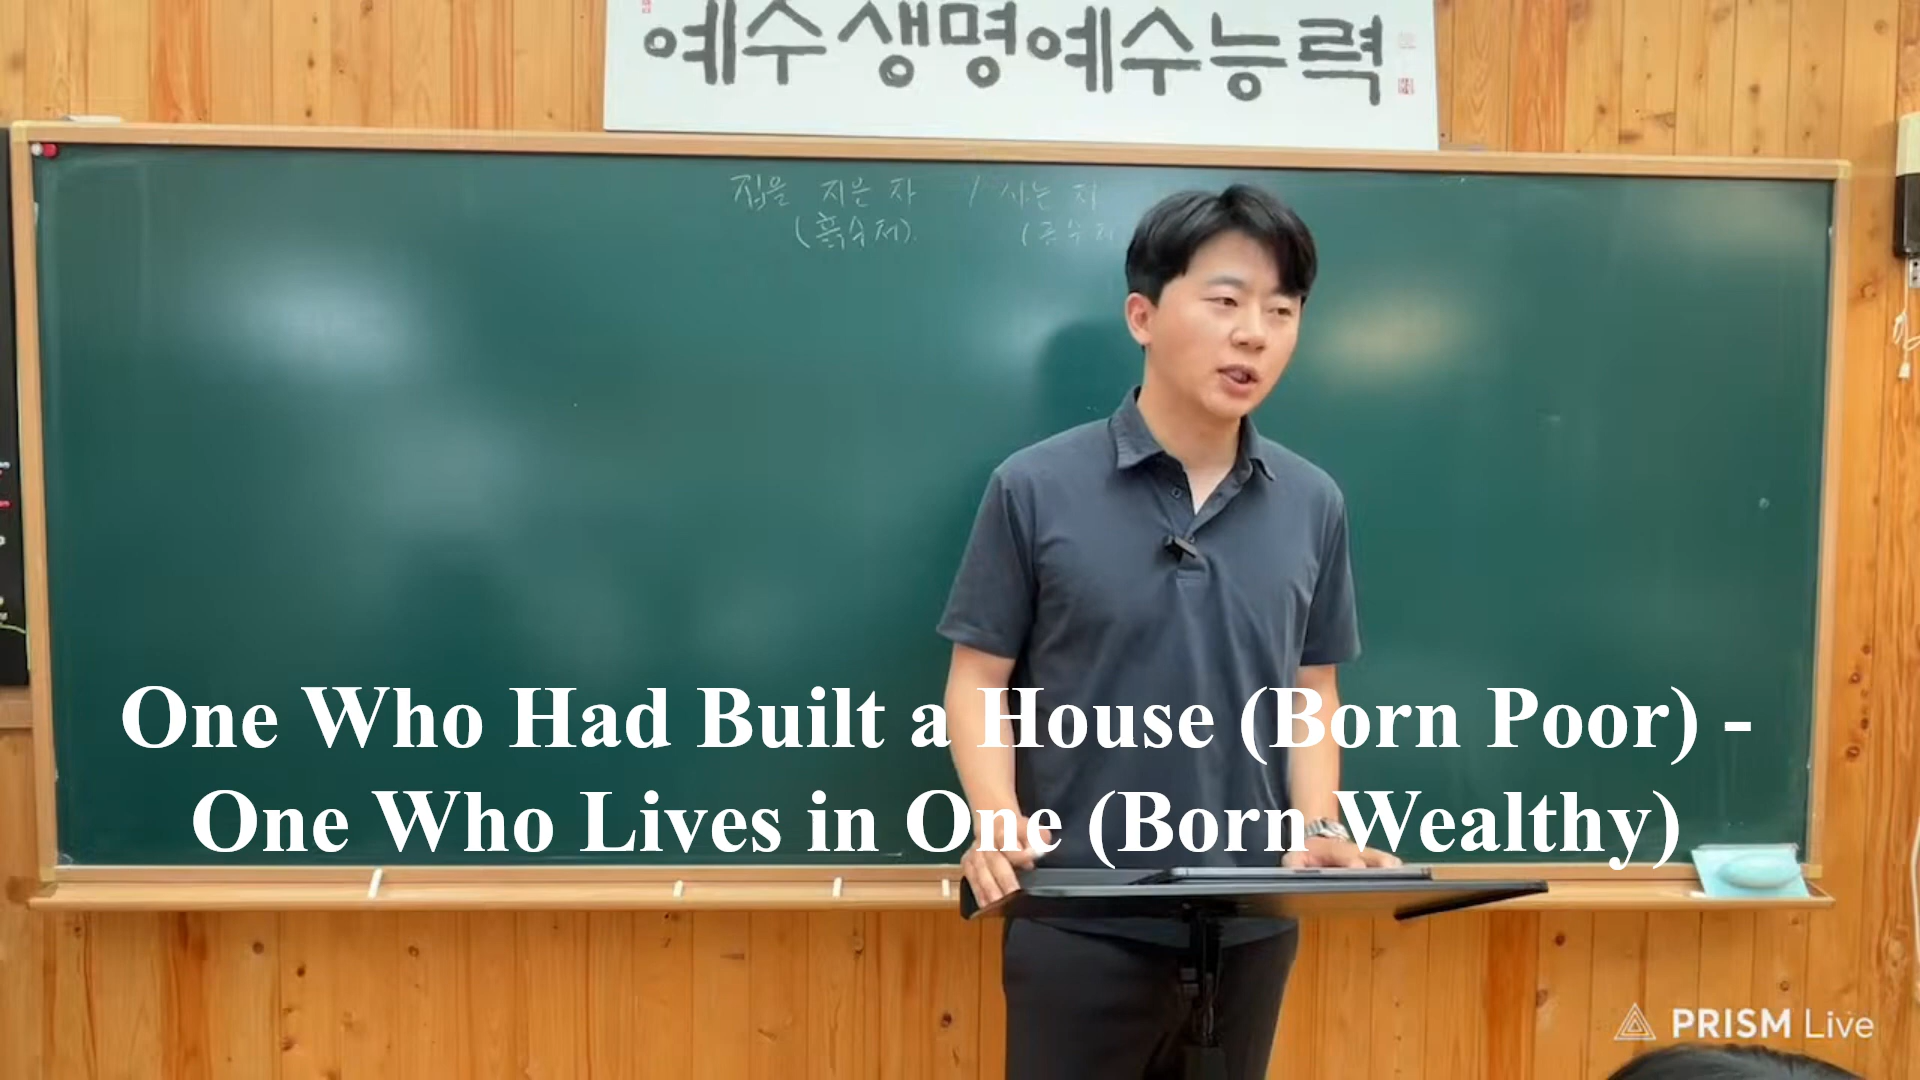 예수생명예수능력
집을 지은 자 / 사는 자
(흙수저)
One Who Had Built a House (Born Poor) -
One Who Lives in One (Born Wealthy)
PRISM Live